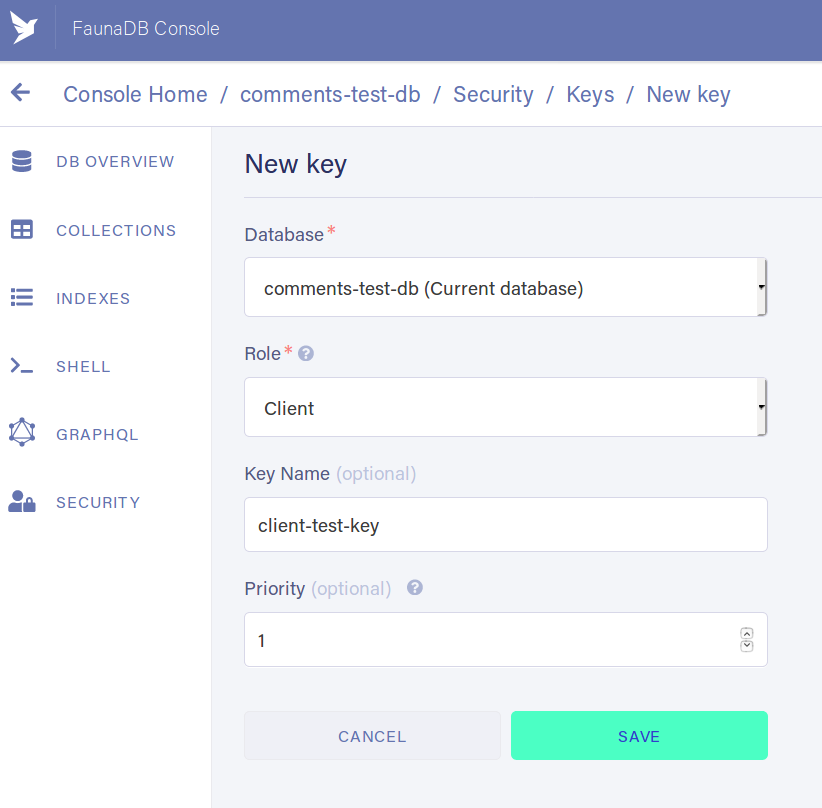 FaunaDB Console
Console Home / comments-test-db / Security / Keys / New key
DB OVERVIEW
COLLECTIONS
INDEXES
SHELL
GRAPHQL
SECURITY
New key
Database*
comments-test-db (Current database)
Role* ?
Client
Key Name (optional)
client-test-key
Priority (optional) ?
1
CANCEL SAVE